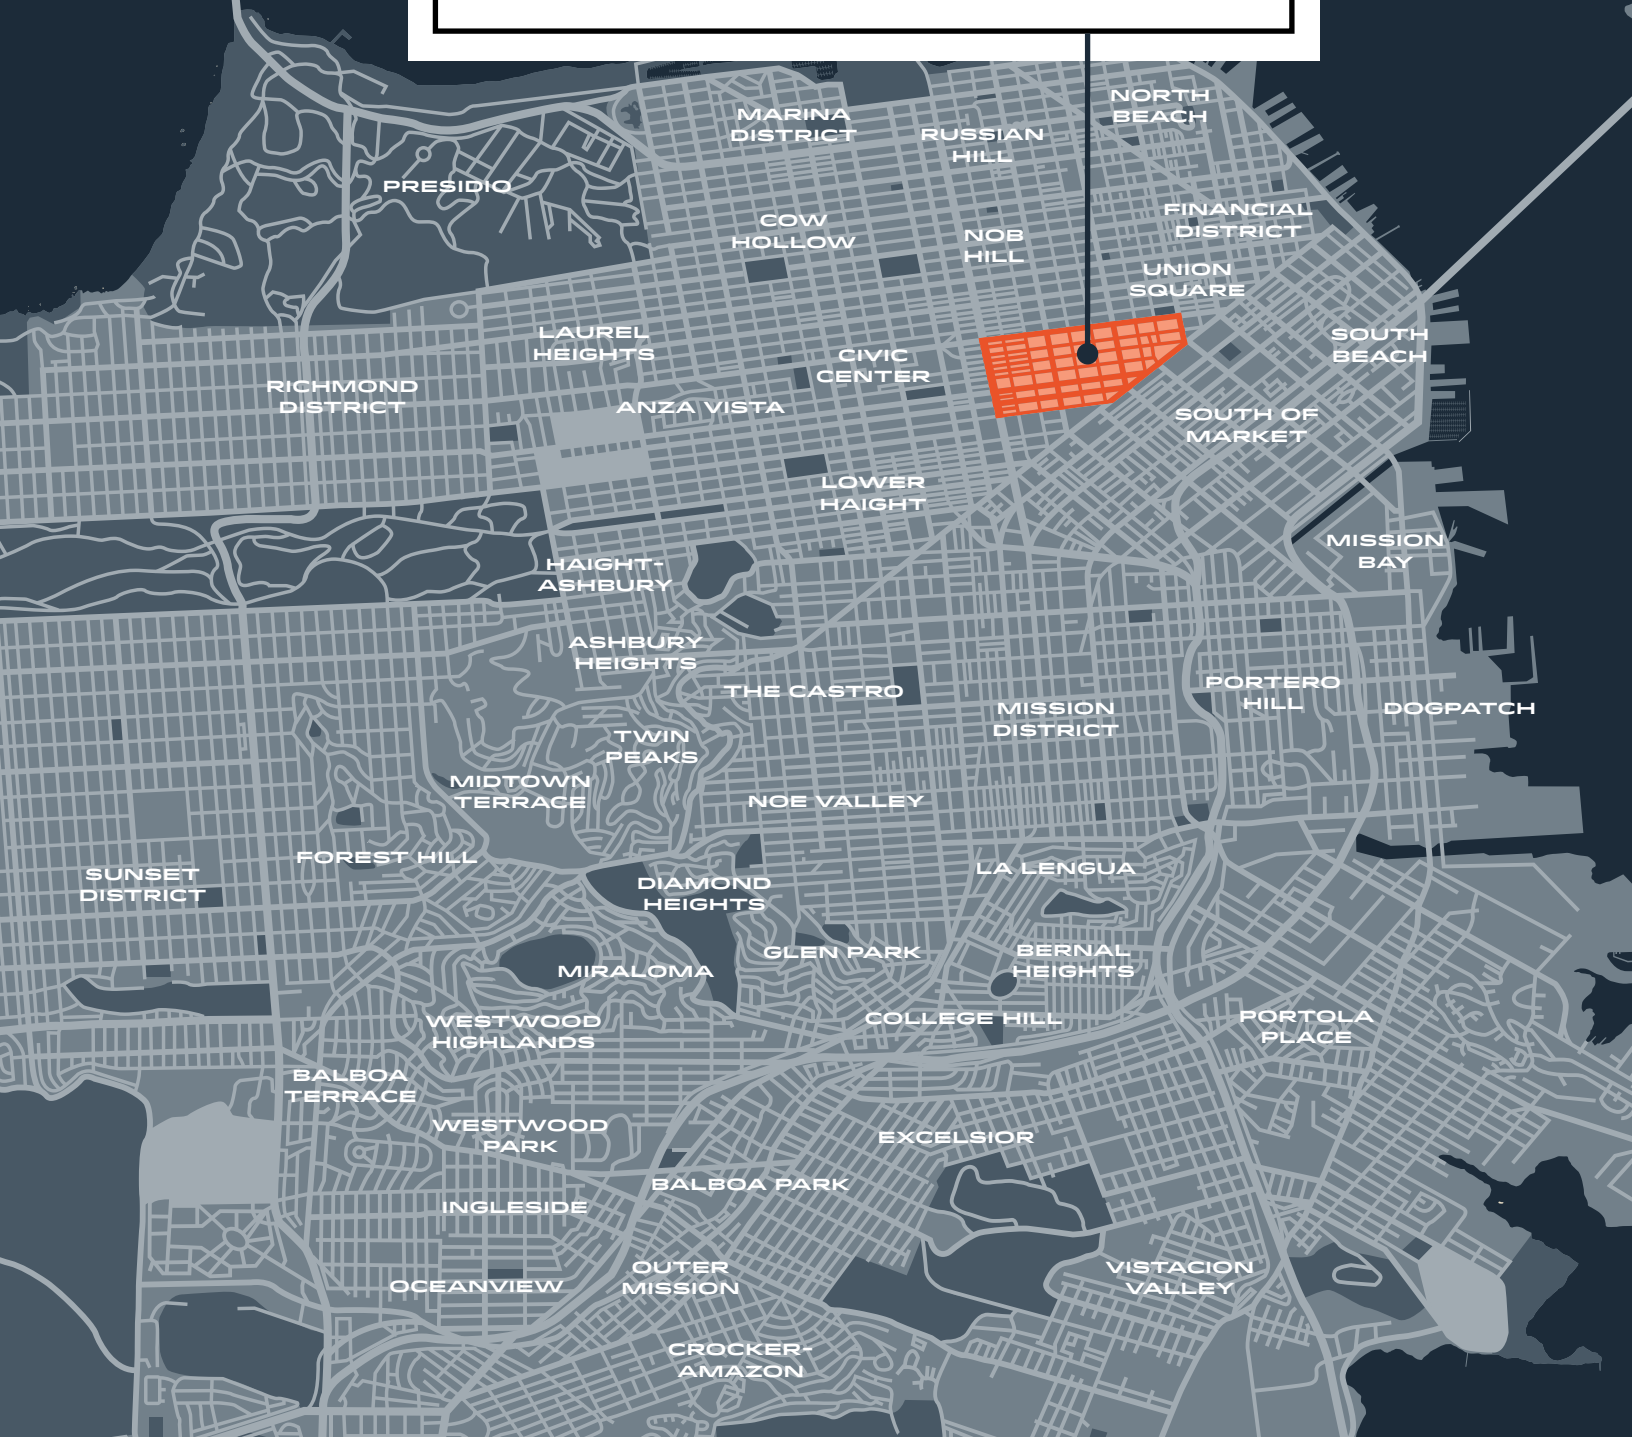 NORTH
BEACH
MARINA
DISTRICT
RUSSIAN
HILL
PRESIDIO
COW
HOLLOW
FINANCIAL
DISTRICT
NOB
HILL
UNION
SQUARE
LAUREL
HEIGHTS
SOUTH
BEACH
CIVIC
CENTER
RICHMOND
DISTRICT
ANZA VISTA
SOUTH OF
MARKET
LOWER
HAIGHT
MISSION
BAY
HAIGHT-
ASHBURY
ASHBURY
HEIGHTS
THE CASTRO
PORTERO
HILL
MISSION
DISTRICT
DOGPATCH
TWIN
PEAKS
MIDTOWN
TERRACE
NOE VALLEY
FOREST HILL
LA LENGUA
SUNSET
DISTRICT
DIAMOND
HEIGHTS
GLEN PARK
BERNAL
HEIGHTS
MIRALOMA
WESTWOOD
HIGHLANDS
COLLEGE HILL
PORTOLA
PLACE
BALBOA
TERRACE
WESTWOOD
PARK
EXCELSIOR
BALBOA PARK
INGLESIDE
OUTER
MISSION
VISTACION
VALLEY
OCEANVIEW
CROCKER-
AMAZON